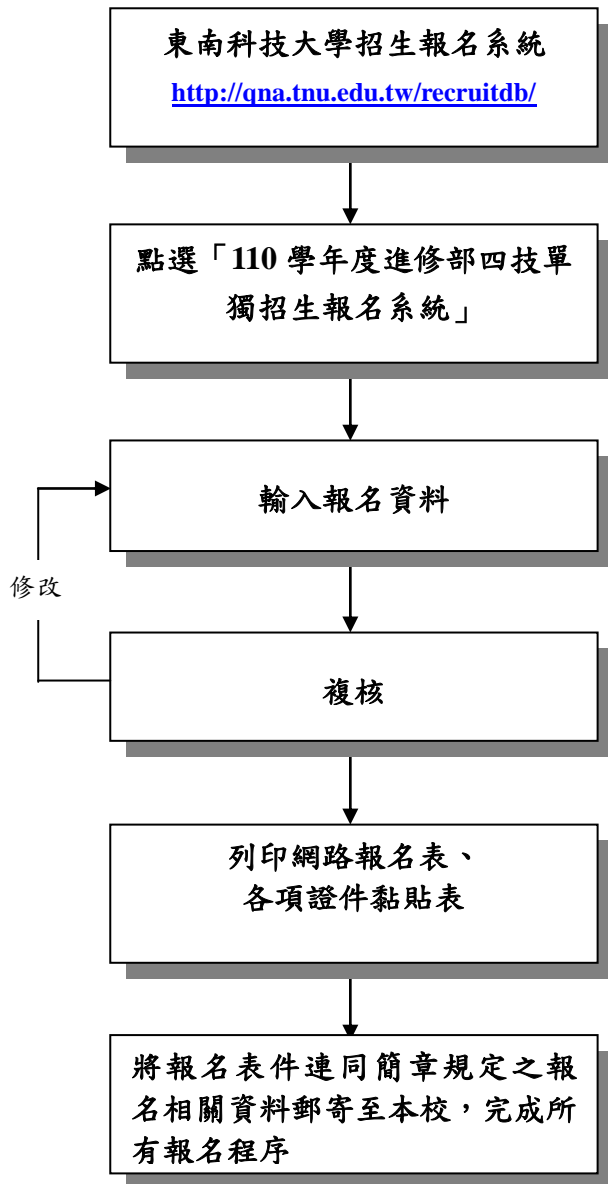 東南科技大學招生報名系統
http://qna.tnu.edu.tw/recruitdb/
點選「110 學年度進修部四技單
獨招生報名系統」
輸入報名資料
修改
複核
列印網路報名表、
各項證件黏貼表
將報名表件連同簡章規定之報
名相關資料郵寄至本校，完成所
有報名程序